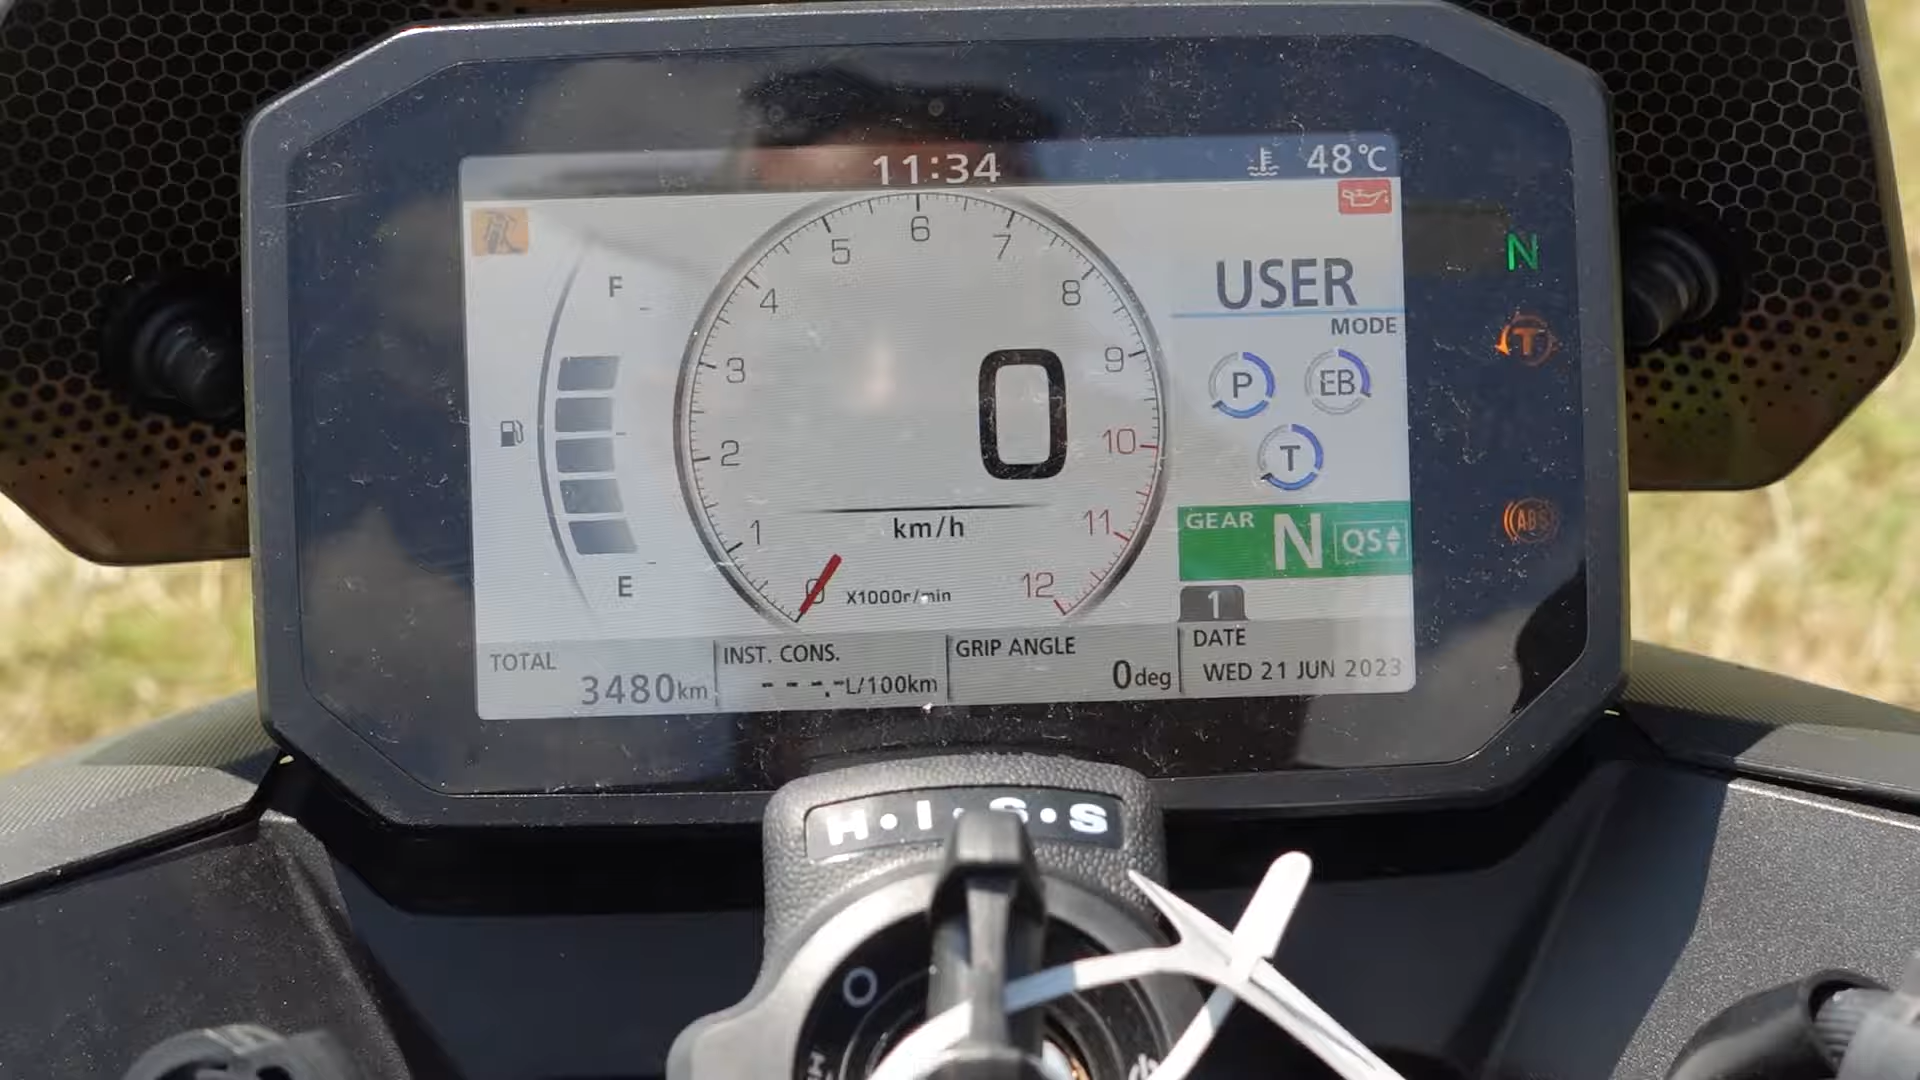 11:34
48°C
N
F
6
5
7
4
8
USER
MODE
T
3
9
P
EB
2
10
T
1
km/h
11
GEAR
N
QS
ABS
E
0
0
X1000r/min
12
1
TOTAL
3480km
INST. CONS.
- - -.-L/100km
GRIP ANGLE
0deg
DATE
WED 21 JUN 2023
H•I•S•S